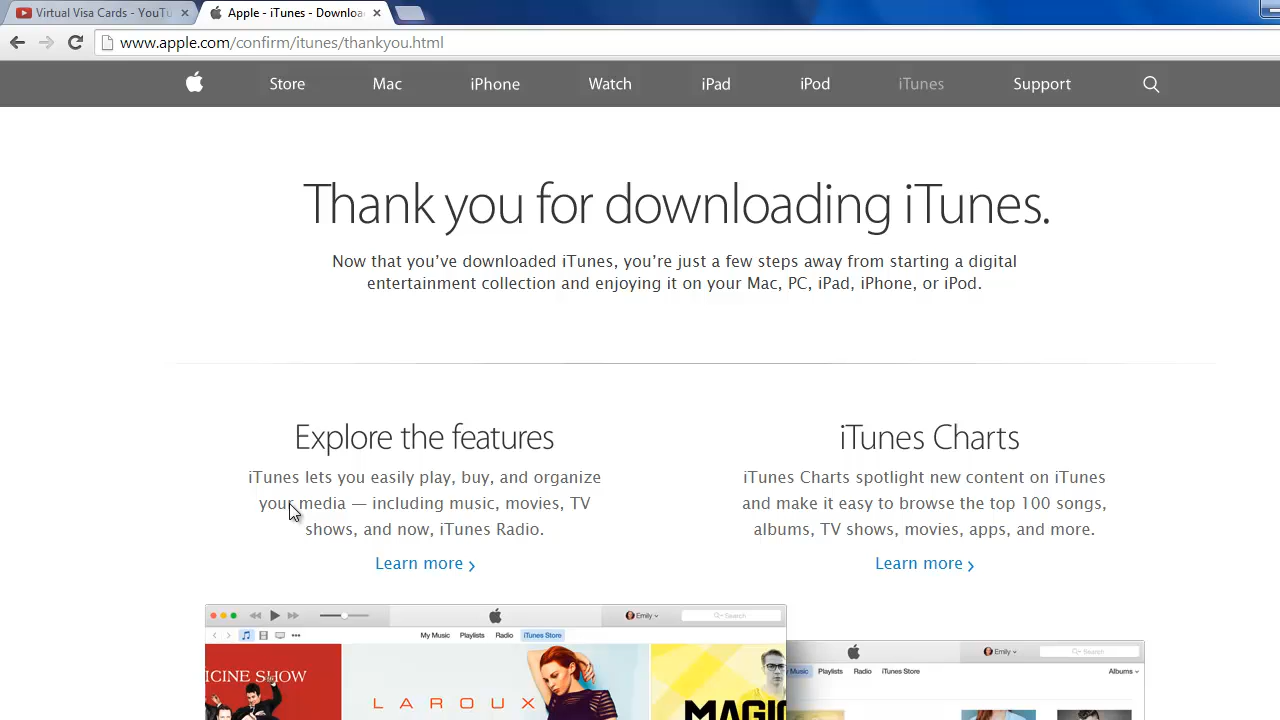 Virtual Visa Cards - YouTu
Apple - iTunes - Downloa
www.apple.com/confirm/itunes/thankyou.html
Store Mac iPhone Watch iPad iPod iTunes Support
Thank you for downloading iTunes.
Now that you’ve downloaded iTunes, you’re just a few steps away from starting a digital
entertainment collection and enjoying it on your Mac, PC, iPad, iPhone, or iPod.
Explore the features
iTunes lets you easily play, buy, and organize
your media — including music, movies, TV
shows, and now, iTunes Radio.
Learn more
iTunes Charts
iTunes Charts spotlight new content on iTunes
and make it easy to browse the top 100 songs,
albums, TV shows, movies, apps, and more.
Learn more
Emily Search
My Music Playlists Radio iTunes Store
ICINE SHOW
LA ROUX
MAGIC
Emily Search
Music Playlists Radio iTunes Store Albums